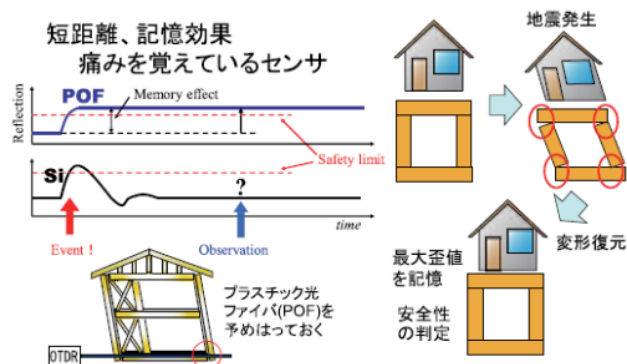 短距離、記憶効果
痛みを覚えているセンサ
POF
Memory effect
Reflection
Safety limit
Si
?
time
Event !
Observation
プラスチック光
ファイバ(POF)を
予めはっておく
OTDR
地震発生
変形復元
最大歪値
を記憶
安全性
の判定